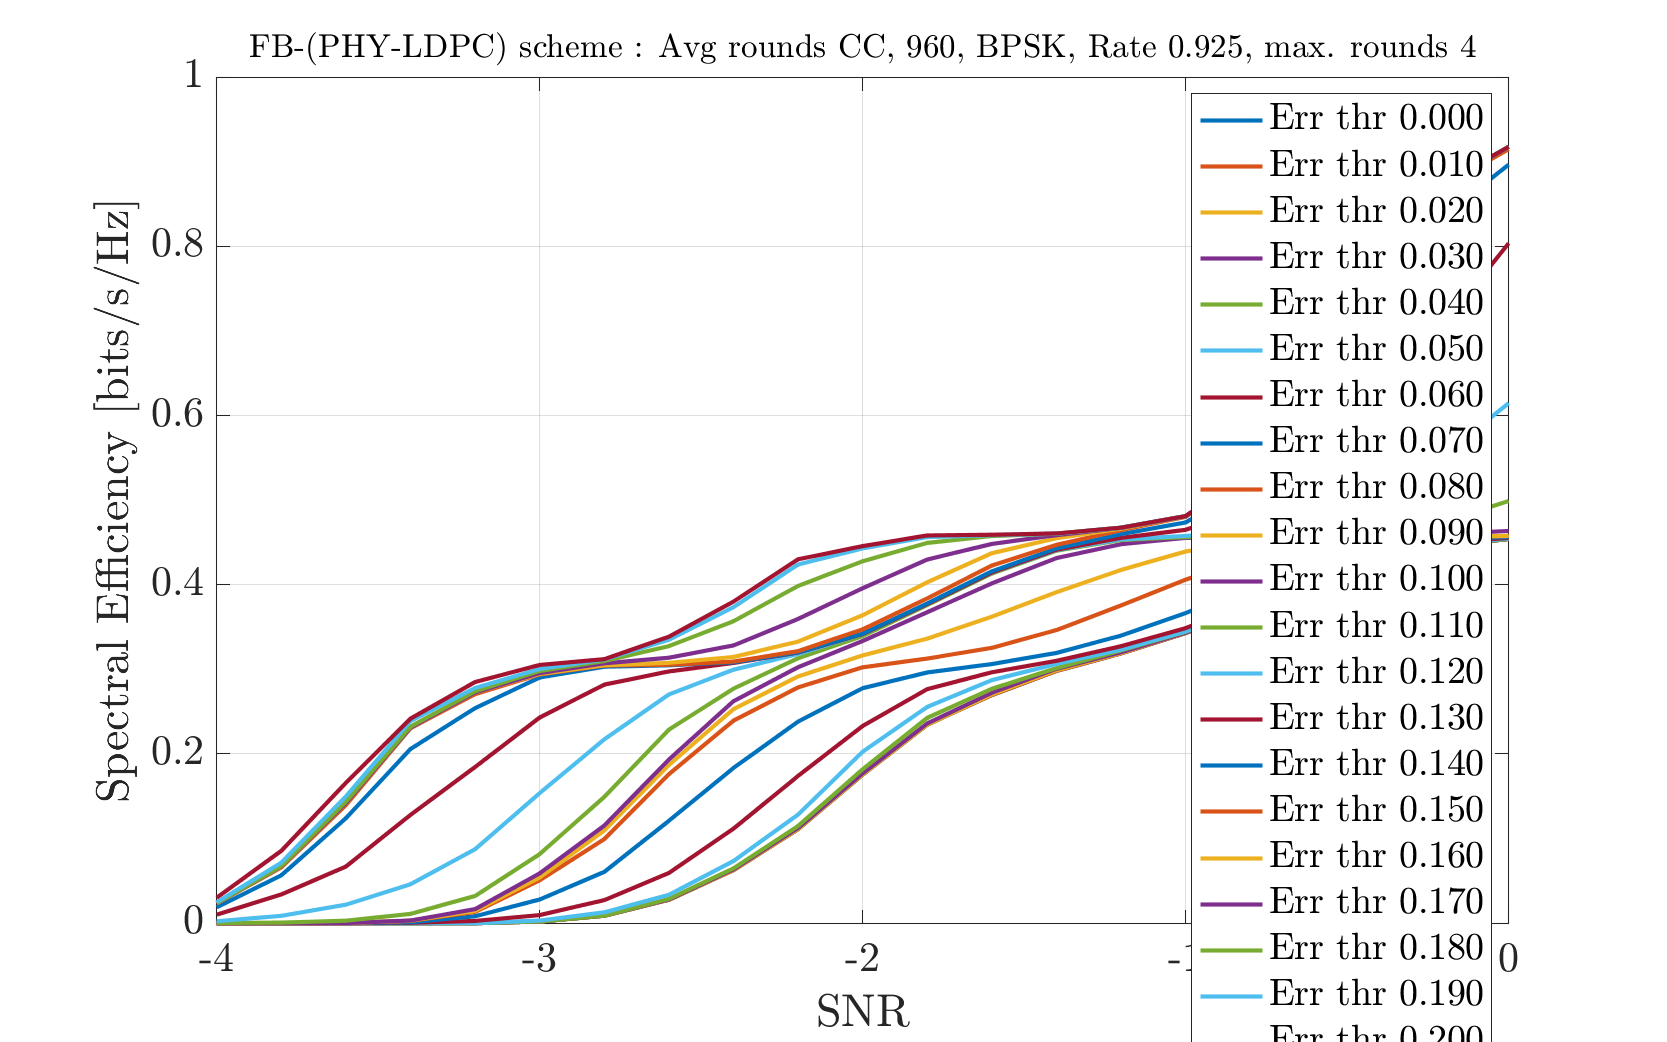 FB-(PHY-LDPC) scheme : Avg rounds CC, 960, BPSK, Rate 0.925, max. rounds 4
1
0.8
0.6
0.4
0.2
0
Spectral Efficiency [bits/s/Hz]
-4
-3
-2
-1
0
SNR
Err thr 0.000
Err thr 0.010
Err thr 0.020
Err thr 0.030
Err thr 0.040
Err thr 0.050
Err thr 0.060
Err thr 0.070
Err thr 0.080
Err thr 0.090
Err thr 0.100
Err thr 0.110
Err thr 0.120
Err thr 0.130
Err thr 0.140
Err thr 0.150
Err thr 0.160
Err thr 0.170
Err thr 0.180
Err thr 0.190
Err thr 0.200